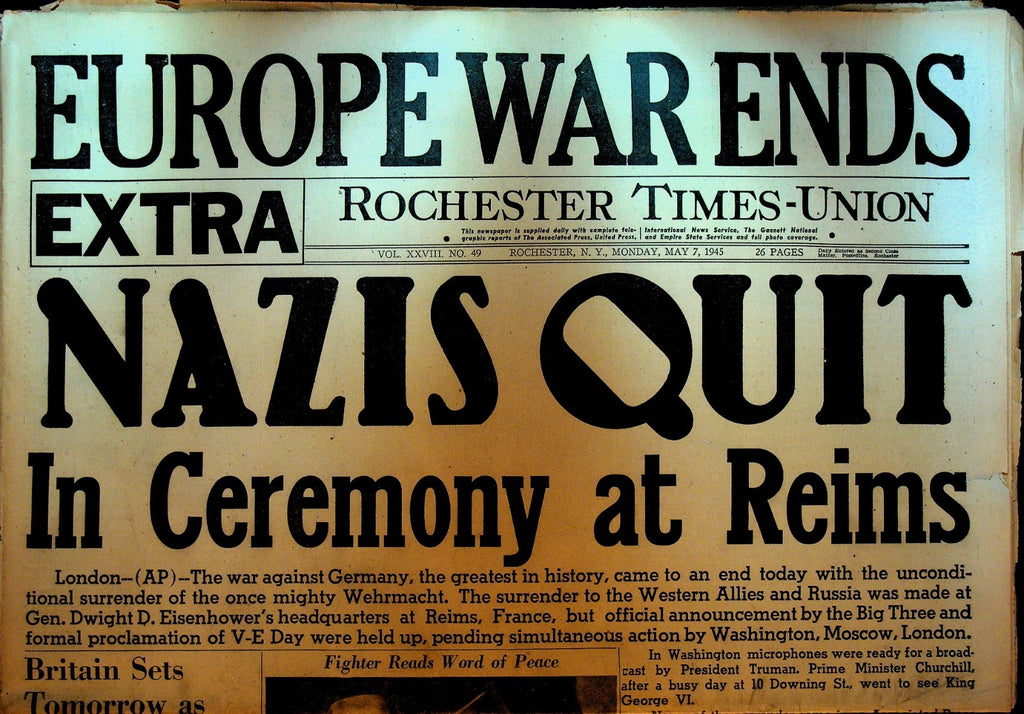 EUROPE WAR ENDS
EXTRA
ROCHESTER TIMES-UNION
This newspaper is supplied daily with complete tele-
graphic reports of The Associated Press, United Press,
International News Service, The Gannett National
and Empire State Services and full photo coverage.
VOL. XXVIII. NO. 49 ROCHESTER, N. Y., MONDAY, MAY 7, 1945 26 PAGES
Daily Entered as Second Class
Matter, Postoffice, Rochester
NAZIS QUIT
In Ceremony at Reims
London--(AP)--The war against Germany, the greatest in history, came to an end today with the uncondi-
tional surrender of the once mighty Wehrmacht. The surrender to the Western Allies and Russia was made at
Gen. Dwight D. Eisenhower's headquarters at Reims, France, but official announcement by the Big Three and
formal proclamation of V-E Day were held up, pending simultaneous action by Washington, Moscow, London.
Britain Sets
Tomorrow as
Fighter Reads Word of Peace
In Washington microphones were ready for a broad-
cast by President Truman. Prime Minister Churchill,
after a busy day at 10 Downing St., went to see King
George VI.